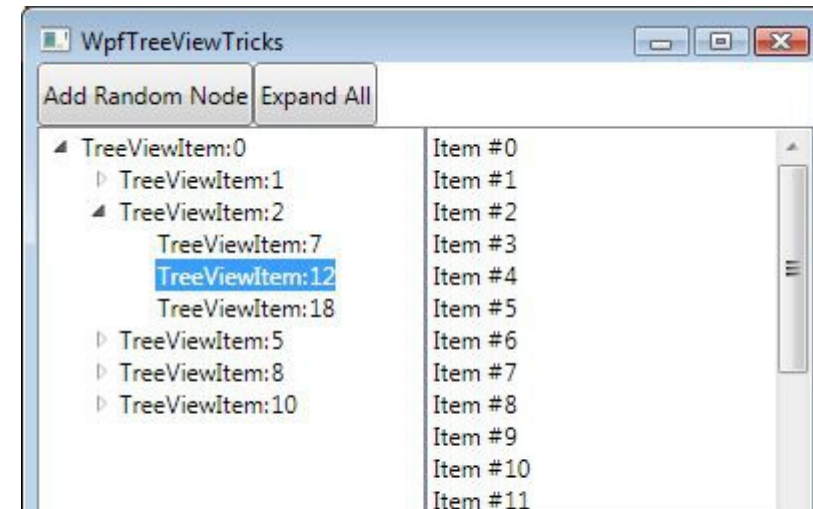 WpfTreeViewTricks
Add Random Node Expand All
TreeViewItem:0
TreeViewItem:1
TreeViewItem:2
TreeViewItem:7
TreeViewItem:12
TreeViewItem:18
TreeViewItem:5
TreeViewItem:8
TreeViewItem:10
Item #0
Item #1
Item #2
Item #3
Item #4
Item #5
Item #6
Item #7
Item #8
Item #9
Item #10
Item #11